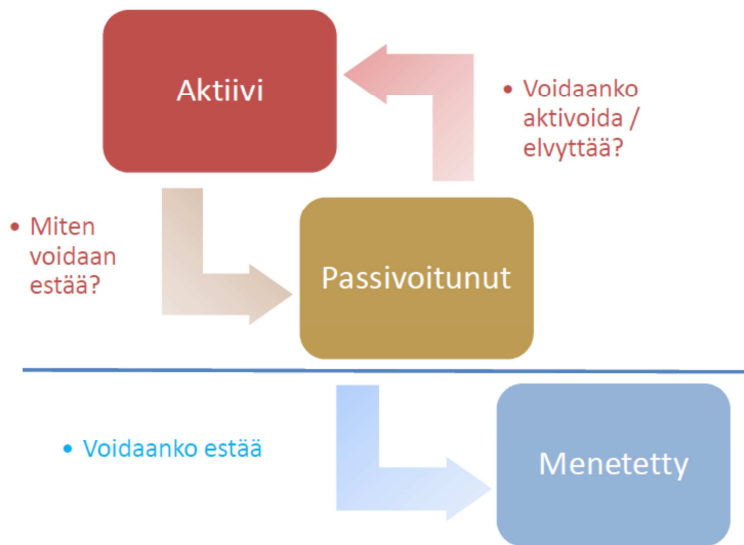 Aktiivi
• Voidaanko
aktivoida /
elvyttää?
• Miten
voidaan
estää?
Passivoitunut
• Voidaanko estää
Menetetty